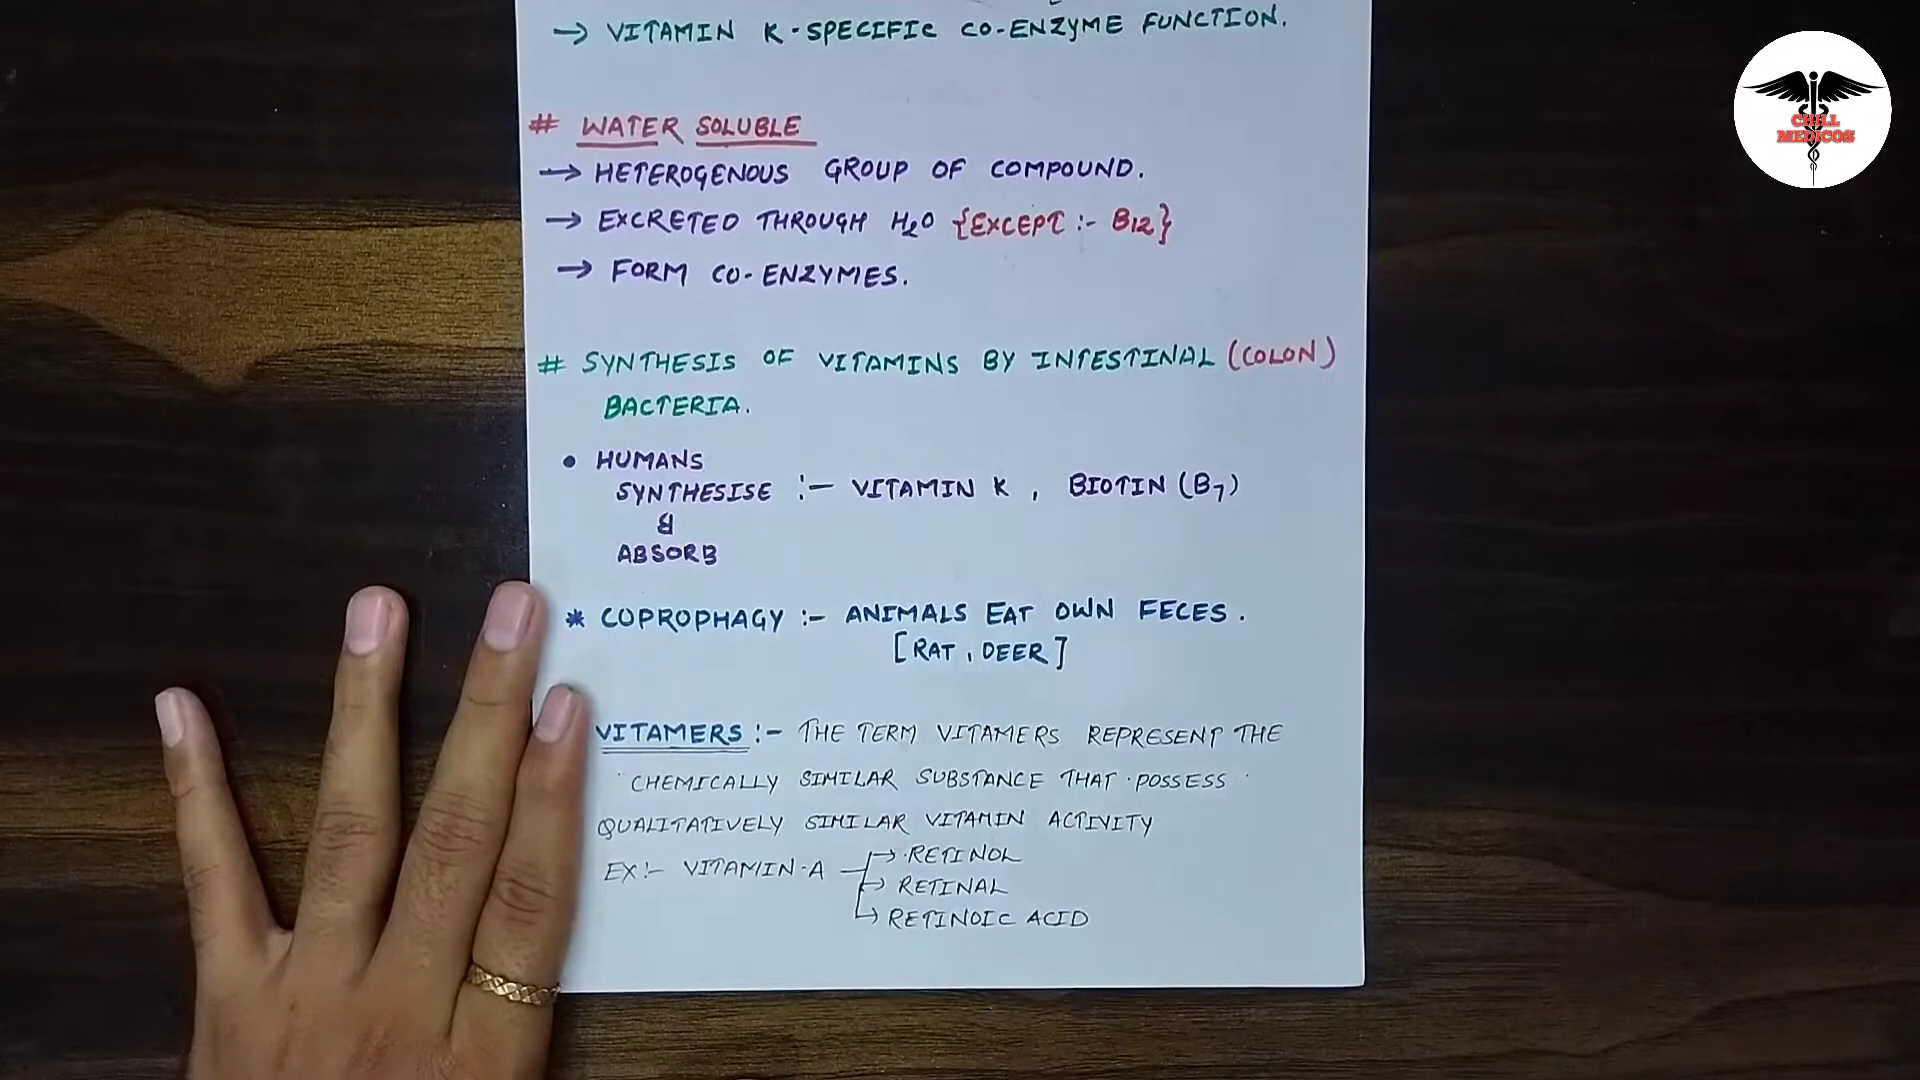 → VITAMIN K-SPECIFIC CO-ENZYME FUNCTION.
# WATER SOLUBLE
→ HETEROGENOUS GROUP OF COMPOUND.
→ EXCRETED THROUGH H₂O {EXCEPT :- B12}
→ FORM CO-ENZYMES.
# SYNTHESIS OF VITAMINS BY INTESTINAL (COLON)
BACTERIA.
• HUMANS
SYNTHESISE :- VITAMIN K, BIOTIN (B7)
&
ABSORB
* COPROPHAGY :- ANIMALS EAT OWN FECES.
[RAT, DEER]
VITAMERS :- THE TERM VITAMERS REPRESENT THE
CHEMICALLY SIMILAR SUBSTANCE THAT POSSESS
QUALITATIVELY SIMILAR VITAMIN ACTIVITY
EX:- VITAMIN-A → RETINOL
→ RETINAL
→ RETINOIC ACID
CHILL
MEDICOS